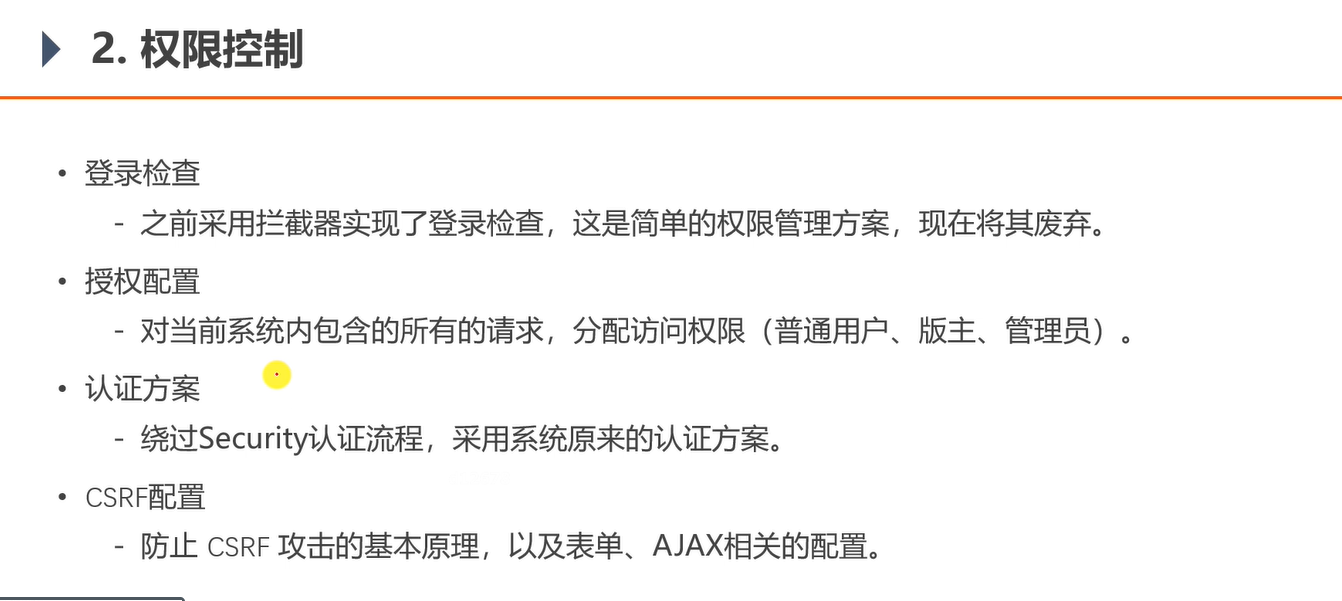 2. 权限控制
• 登录检查
- 之前采用拦截器实现了登录检查，这是简单的权限管理方案，现在将其废弃。
• 授权配置
- 对当前系统内包含的所有的请求，分配访问权限（普通用户、版主、管理员）。
• 认证方案
- 绕过Security认证流程，采用系统原来的认证方案。
• CSRF配置
- 防止 CSRF 攻击的基本原理，以及表单、AJAX相关的配置。